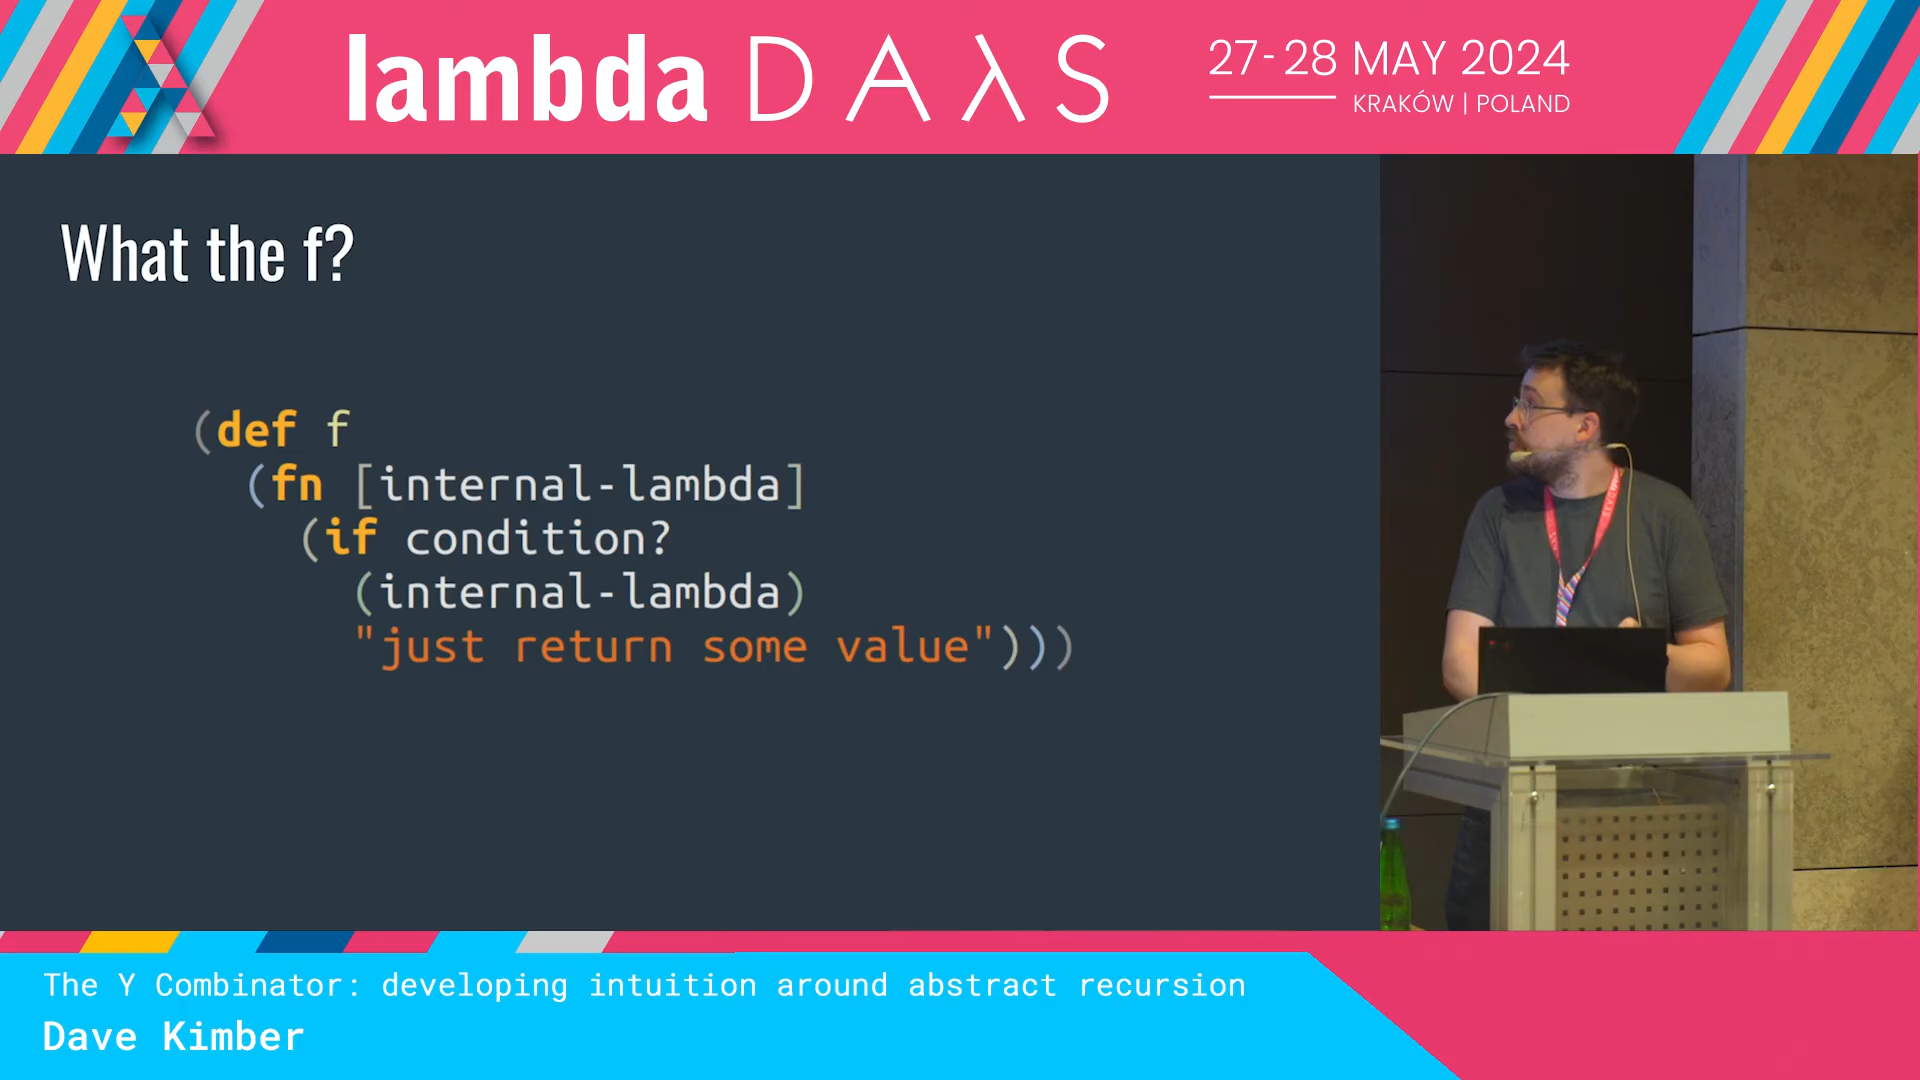 lambda DAλS
27-28 MAY 2024
KRAKÓW | POLAND
What the f?
(def f
(fn [internal-lambda]
(if condition?
(internal-lambda)
"just return some value")))
The Y Combinator: developing intuition around abstract recursion
Dave Kimber